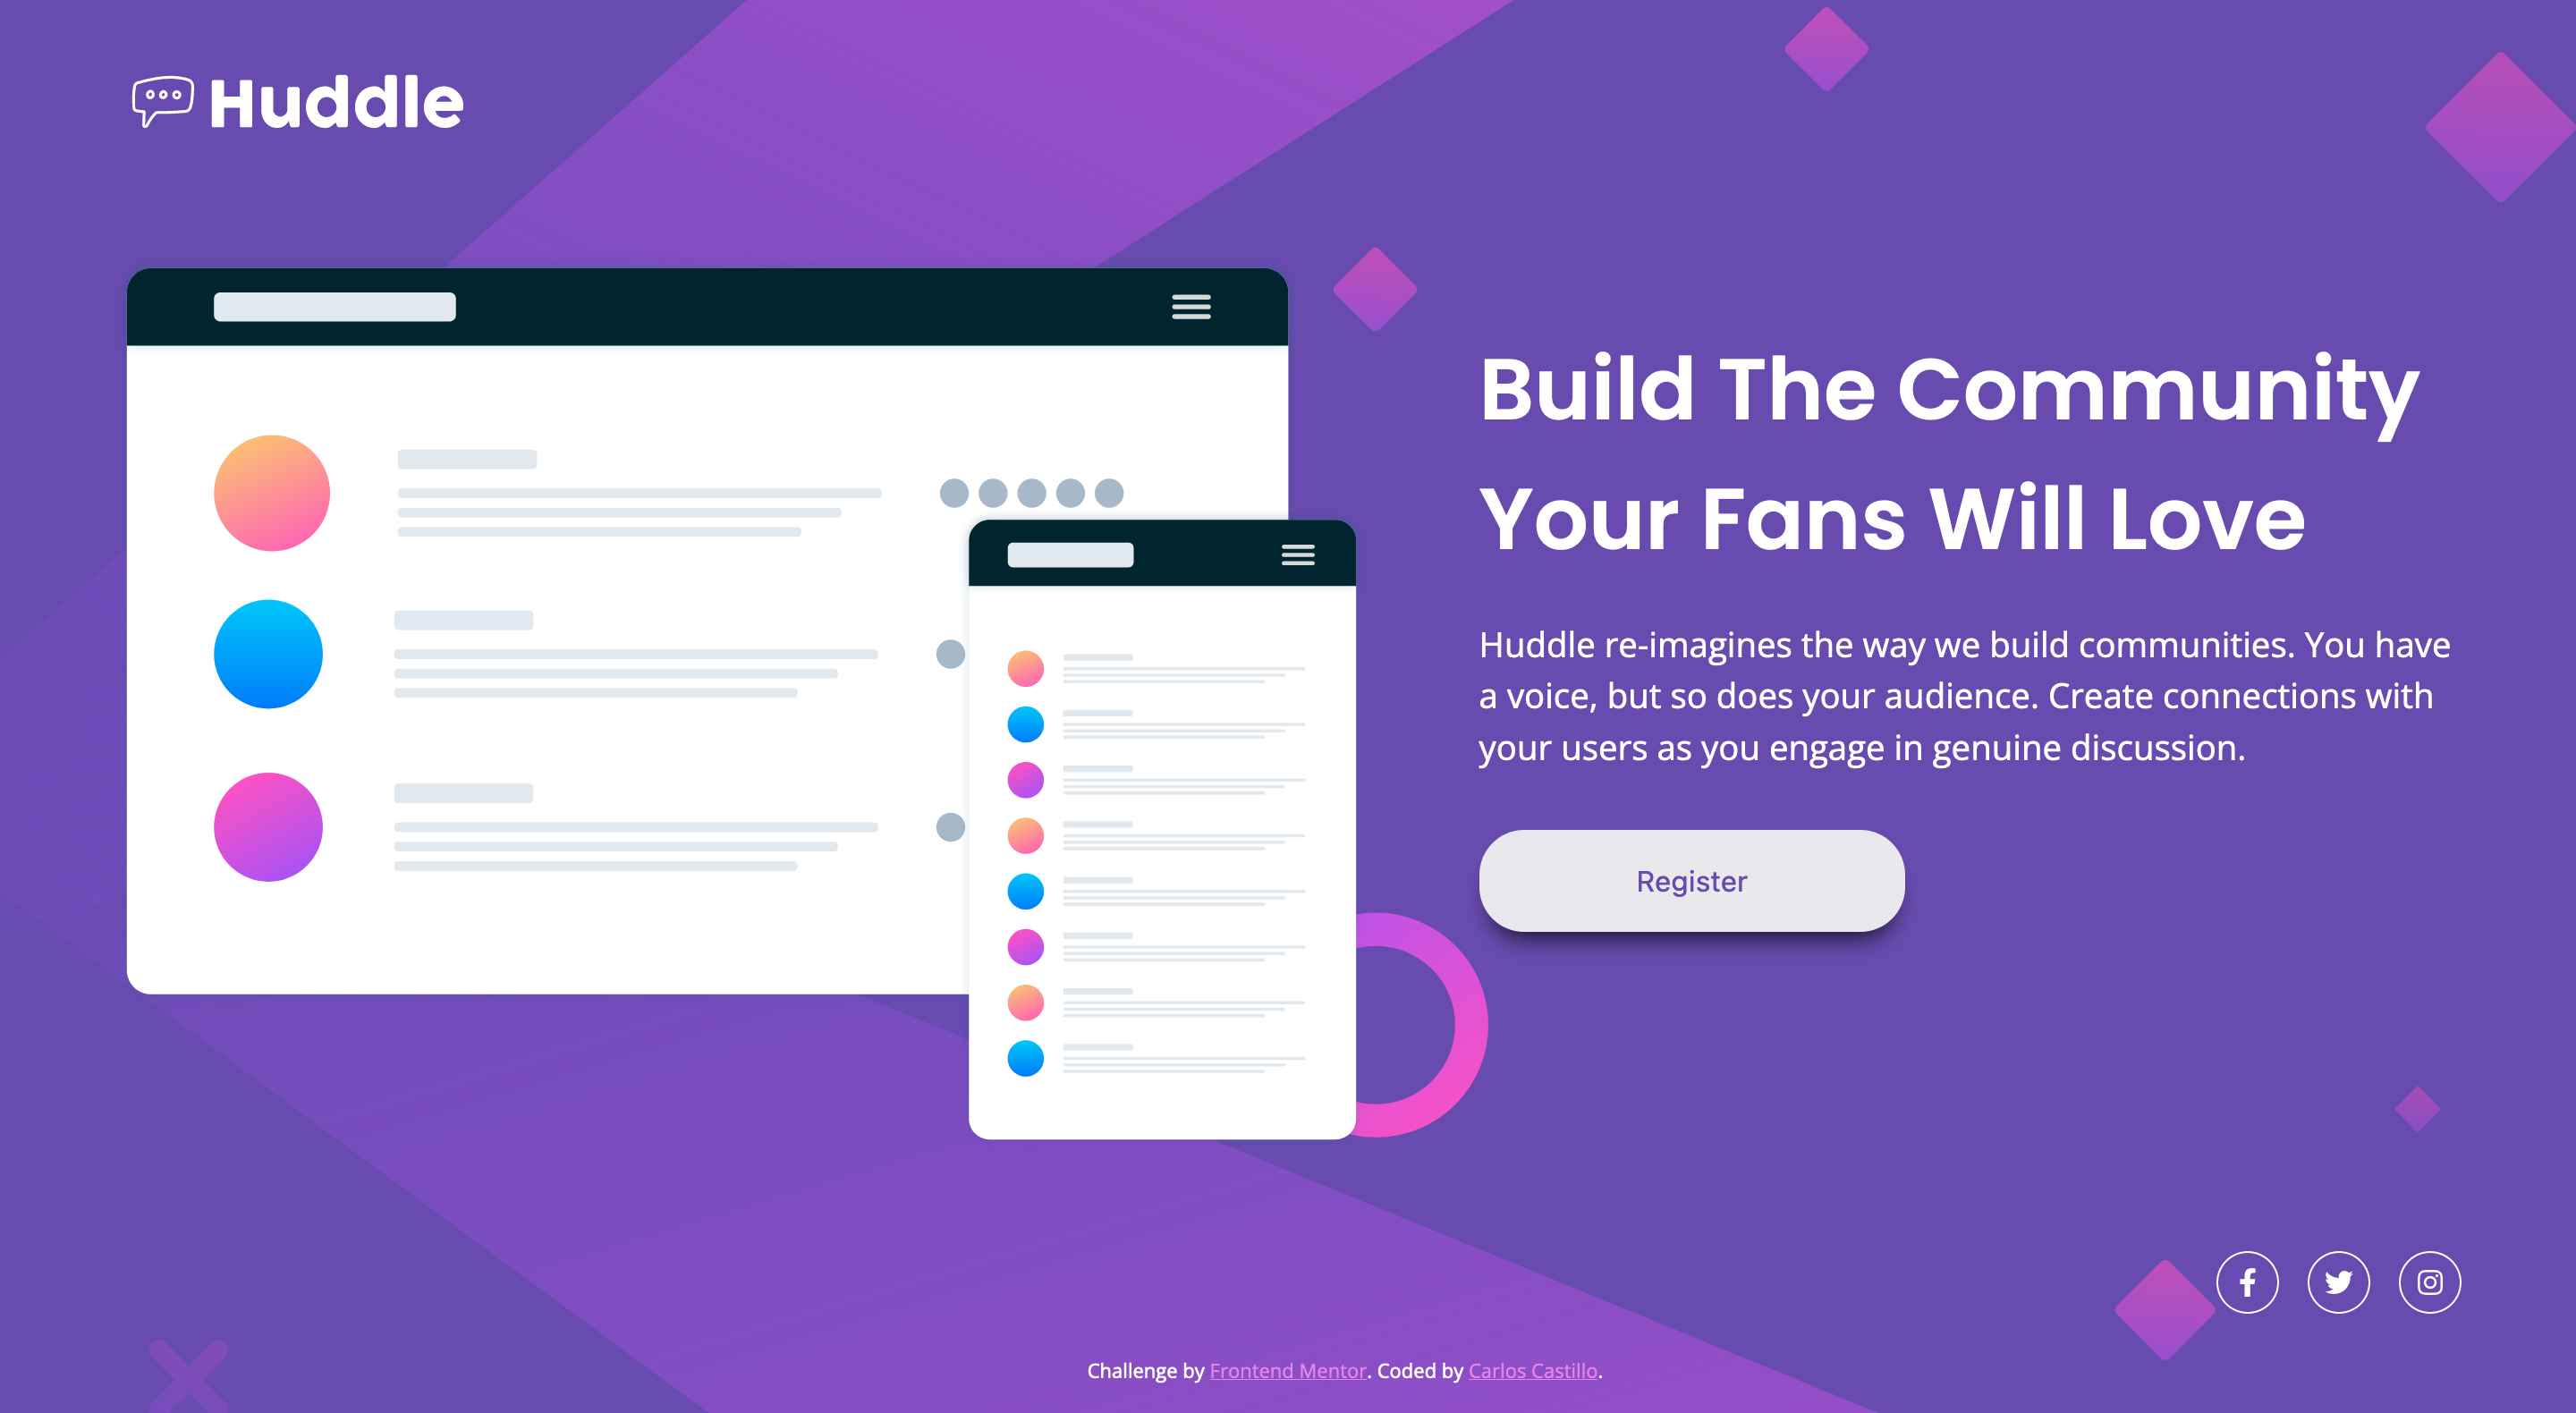 Huddle
Build The Community
Your Fans Will Love
Huddle re-imagines the way we build communities. You have
a voice, but so does your audience. Create connections with
your users as you engage in genuine discussion.
Register
Challenge by Frontend Mentor. Coded by Carlos Castillo.